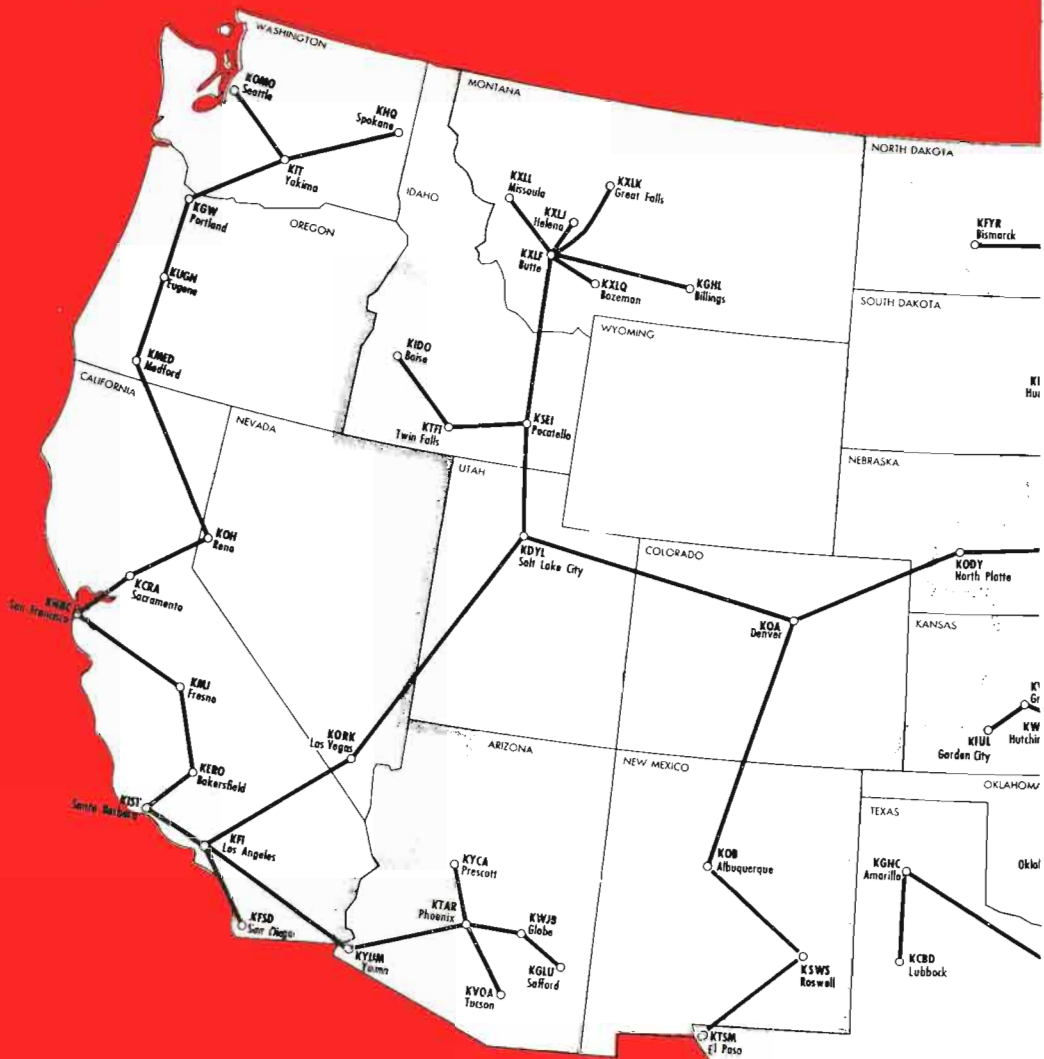 WASHINGTON
KOMO
Seattle
KHQ
Spokane
KIT
Yakima
KGW
Portland
OREGON
KUGN
Eugene
KMED
Medford
IDAHO
MONTANA
KXLL
Missoula
KXLK
Great Falls
KXLJ
Helena
KXLF
Butte
KXLQ
Bozeman
KGHL
Billings
NORTH DAKOTA
KFYR
Bismarck
SOUTH DAKOTA
WYOMING
KIDO
Boise
KTFI
Twin Falls
KSEI
Pocatello
CALIFORNIA
NEVADA
UTAH
NEBRASKA
KOH
Reno
KCRA
Sacramento
San Francisco
KDYL
Salt Lake City
COLORADO
KOA
Denver
KODY
North Platte
KANSAS
KIUL
Garden City
KMJ
Fresno
KERO
Bakersfield
KIST
Santa Barbara
KFI
Los Angeles
KFSD
San Diego
KORK
Las Vegas
ARIZONA
NEW MEXICO
KYCA
Prescott
KTAR
Phoenix
KWJB
Globe
KGLU
Safford
KVOA
Tucson
KYUM
Yuma
KOB
Albuquerque
KSWS
Roswell
KTSM
El Paso
TEXAS
KGNC
Amarillo
KCBD
Lubbock